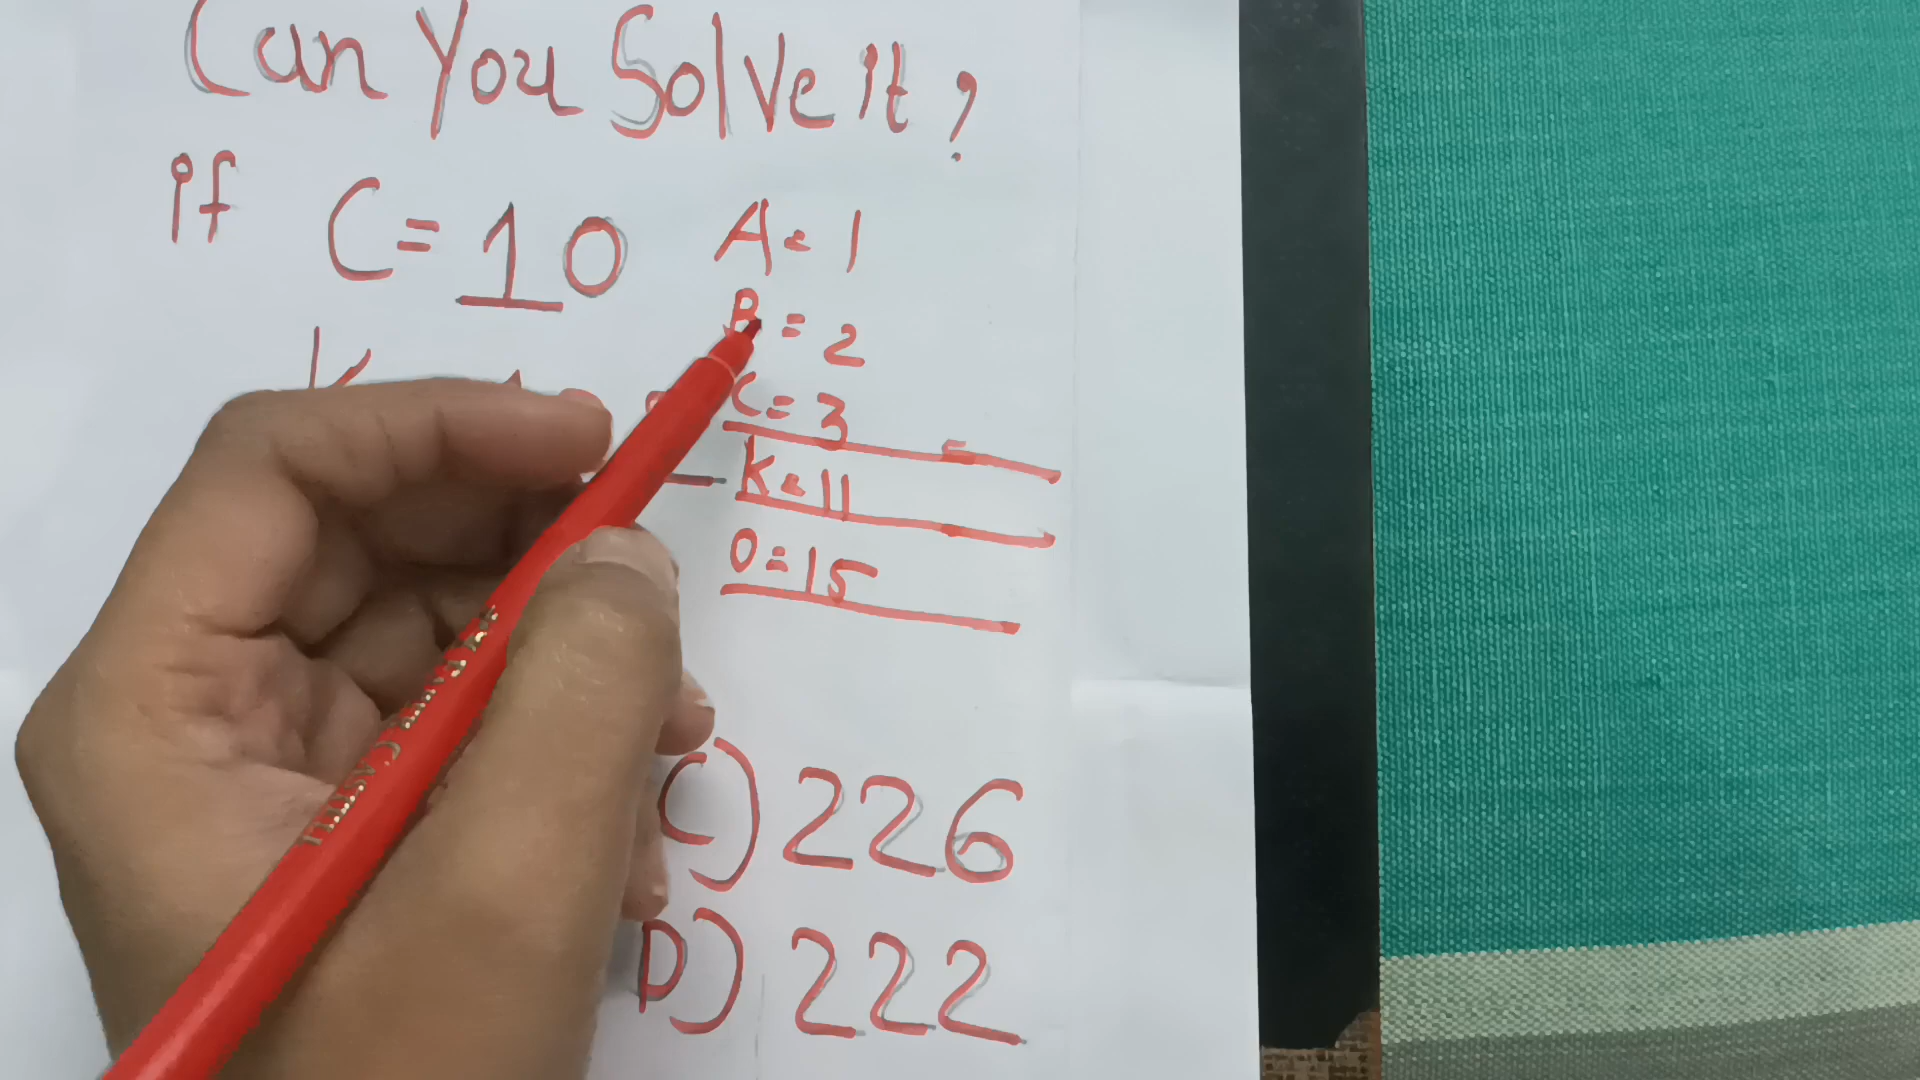 Can You Solve it?
if C = 10
A = 1
B = 2
C = 3
K = 11
O = 15
C) 226
D) 222